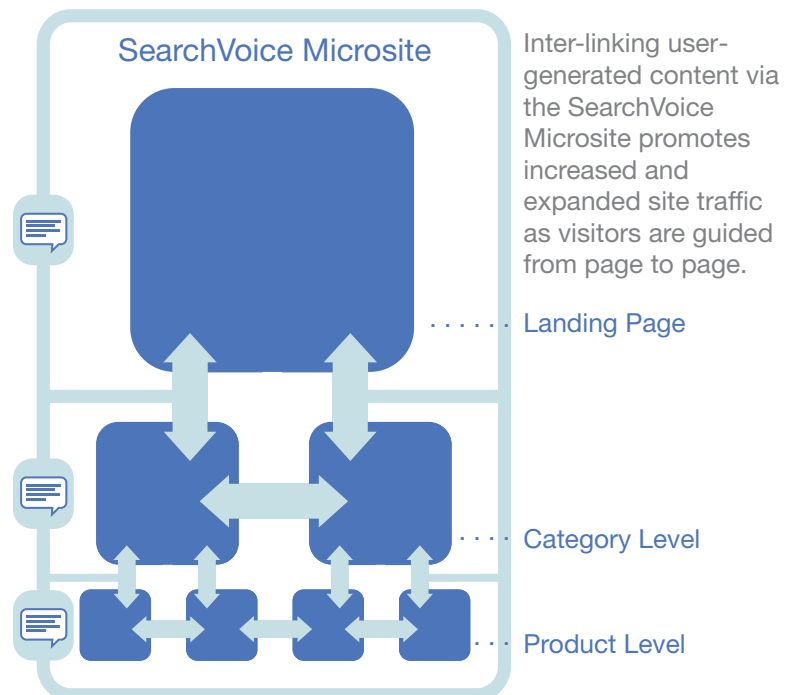 SearchVoice Microsite
Inter-linking user-
generated content via
the SearchVoice
Microsite promotes
increased and
expanded site traffic
as visitors are guided
from page to page.
Landing Page
Category Level
Product Level